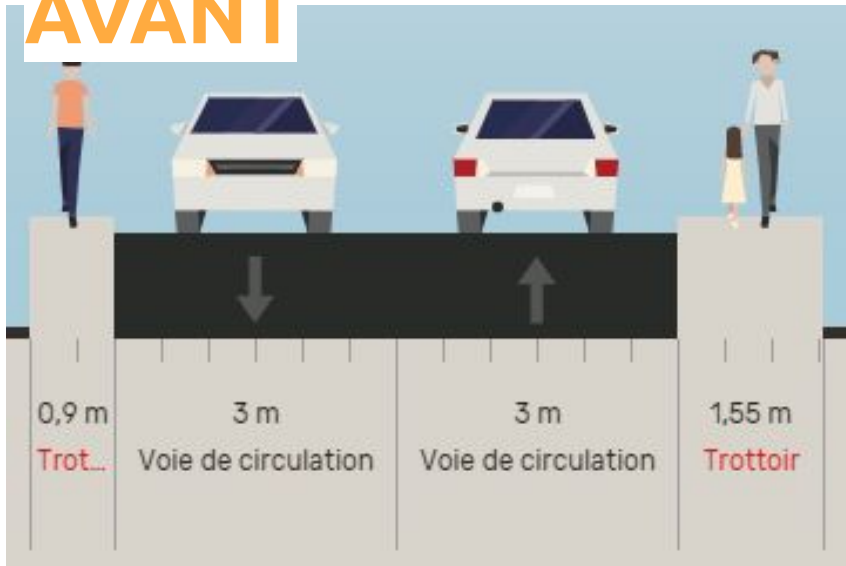 AVANT
0,9 m
3 m
3 m
1,55 m
Trot...
Voie de circulation
Voie de circulation
Trottoir